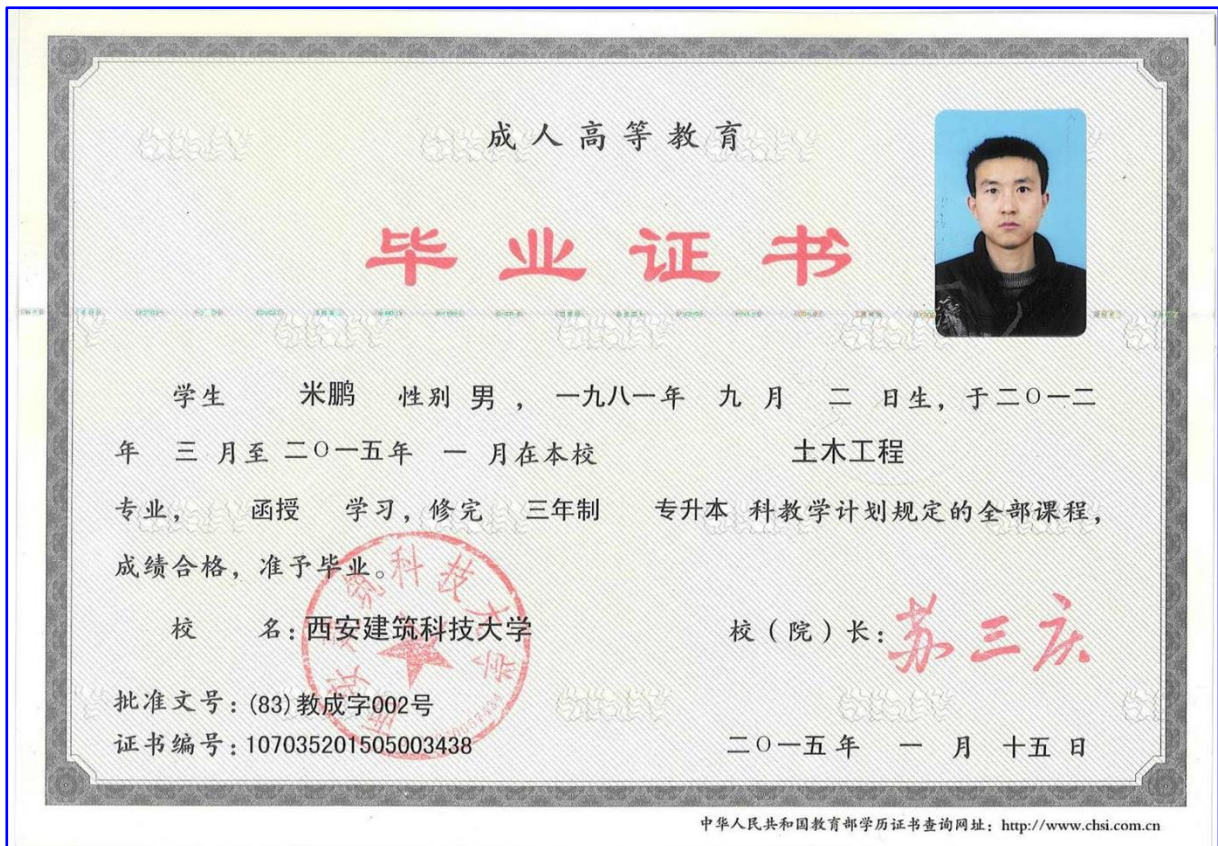 成人高等教育
毕业证书
学生 米鹏 性别 男 , 一九八一年 九 月 二 日生, 于二〇一二
年 三 月至 二〇一五年 一 月在本校 土木工程
专业, 函授 学习, 修完 三年制 专升本 科教学计划规定的全部课程,
成绩合格, 准予毕业。
校 名: 西安建筑科技大学 校(院)长: 苏三庆
批准文号: (83)教成字002号
证书编号: 107035201505003438 二〇一五年 一 月 十五 日
中华人民共和国教育部学历证书查询网址: http://www.chsi.com.cn